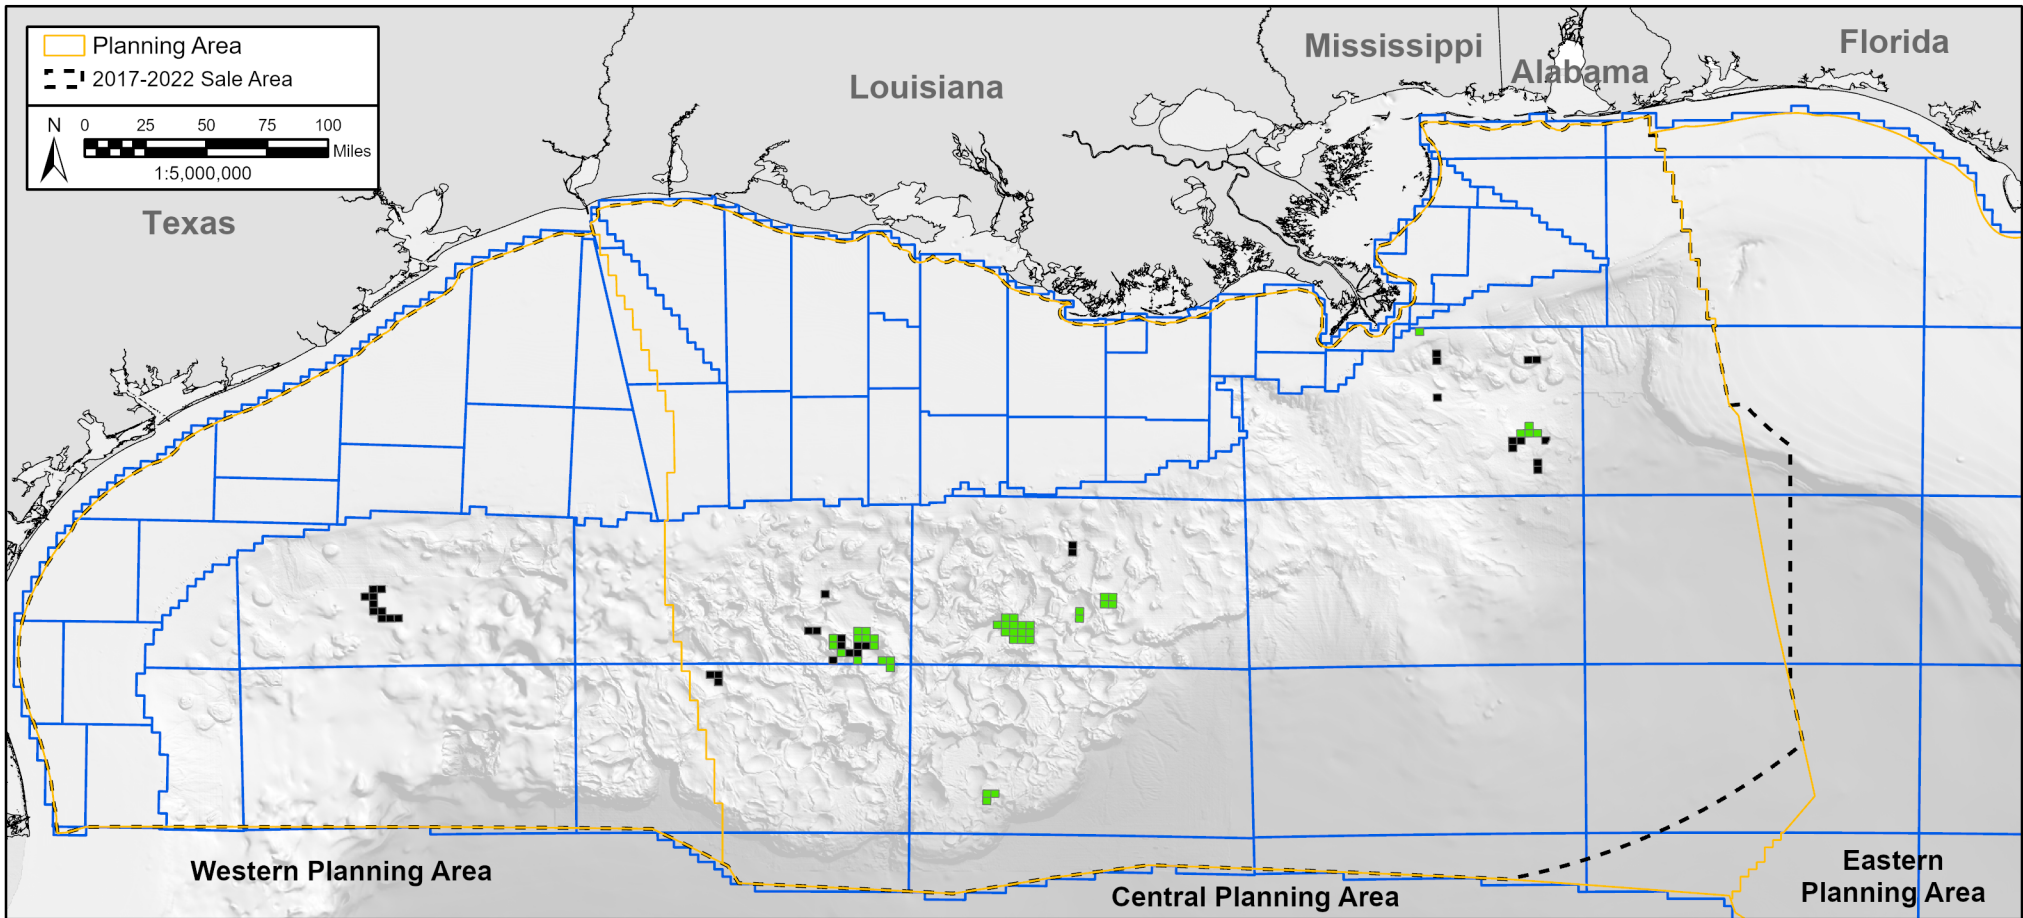 Planning Area
2017-2022 Sale Area
N
0 25 50 75 100
Miles
1:5,000,000
Texas
Louisiana
Mississippi
Alabama
Florida
Western Planning Area
Central Planning Area
Eastern
Planning Area